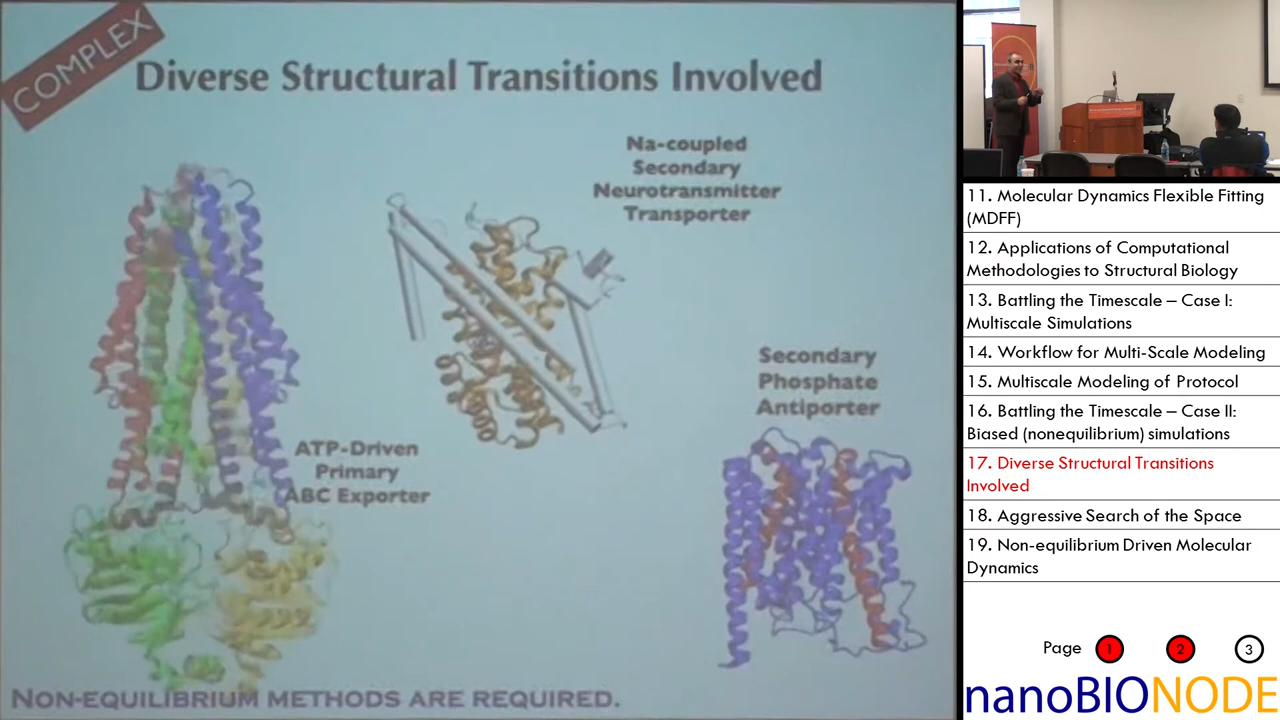 COMPLEX
Diverse Structural Transitions Involved
Na-coupled
Secondary
Neurotransmitter
Transporter
Secondary
Phosphate
Antiporter
ATP-Driven
Primary
ABC Exporter
NON-EQUILIBRIUM METHODS ARE REQUIRED.
11. Molecular Dynamics Flexible Fitting
(MDFF)
12. Applications of Computational
Methodologies to Structural Biology
13. Battling the Timescale – Case I:
Multiscale Simulations
14. Workflow for Multi-Scale Modeling
15. Multiscale Modeling of Protocol
16. Battling the Timescale – Case II:
Biased (nonequilibrium) simulations
17. Diverse Structural Transitions
Involved
18. Aggressive Search of the Space
19. Non-equilibrium Driven Molecular
Dynamics
Page 1 2 3
nanoBIONODE